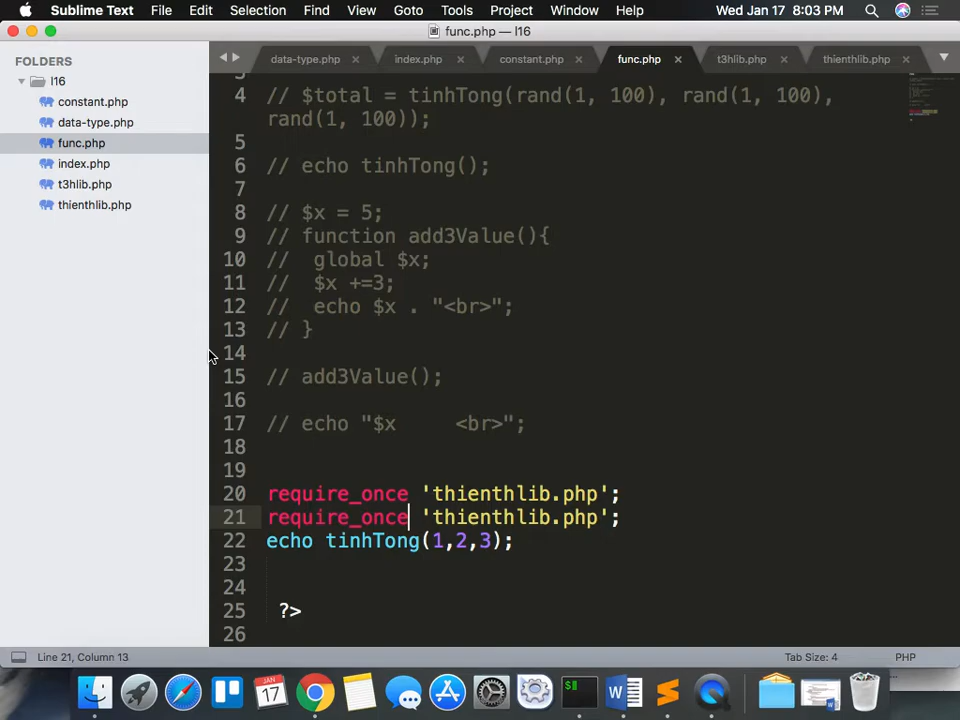 Sublime Text File Edit Selection Find View Goto Tools Project Window Help Wed Jan 17 8:03 PM
func.php — l16
FOLDERS
l16
constant.php
data-type.php
func.php
index.php
t3hlib.php
thienthlib.php
data-type.php × index.php × constant.php × func.php × t3hlib.php × thienthlib.php ×
4 // $total = tinhTong(rand(1, 100), rand(1, 100),
rand(1, 100));
5
6 // echo tinhTong();
7
8 // $x = 5;
9 // function add3Value(){
10 // global $x;
11 // $x +=3;
12 // echo $x . "<br>";
13 // }
14
15 // add3Value();
16
17 // echo "$x <br>";
18
19
20 require_once 'thienthlib.php';
21 require_once 'thienthlib.php';
22 echo tinhTong(1,2,3);
23
24
25 ?>
26
Line 21, Column 13 Tab Size: 4 PHP
JAN
17